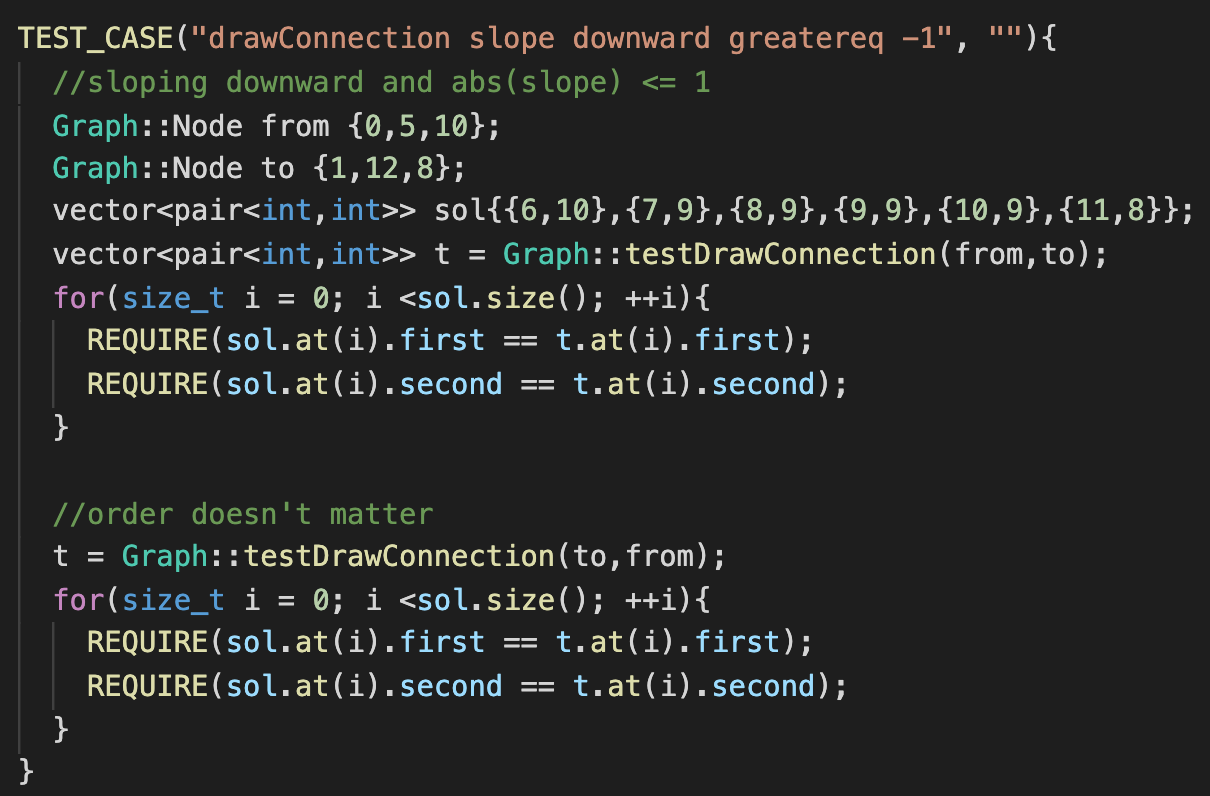 TEST_CASE("drawConnection slope downward greatereq -1", ""){
//sloping downward and abs(slope) <= 1
Graph::Node from {0,5,10};
Graph::Node to {1,12,8};
vector<pair<int,int>> sol{{6,10},{7,9},{8,9},{9,9},{10,9},{11,8}};
vector<pair<int,int>> t = Graph::testDrawConnection(from,to);
for(size_t i = 0; i <sol.size(); ++i){
REQUIRE(sol.at(i).first == t.at(i).first);
REQUIRE(sol.at(i).second == t.at(i).second);
}
//order doesn't matter
t = Graph::testDrawConnection(to,from);
for(size_t i = 0; i <sol.size(); ++i){
REQUIRE(sol.at(i).first == t.at(i).first);
REQUIRE(sol.at(i).second == t.at(i).second);
}
}